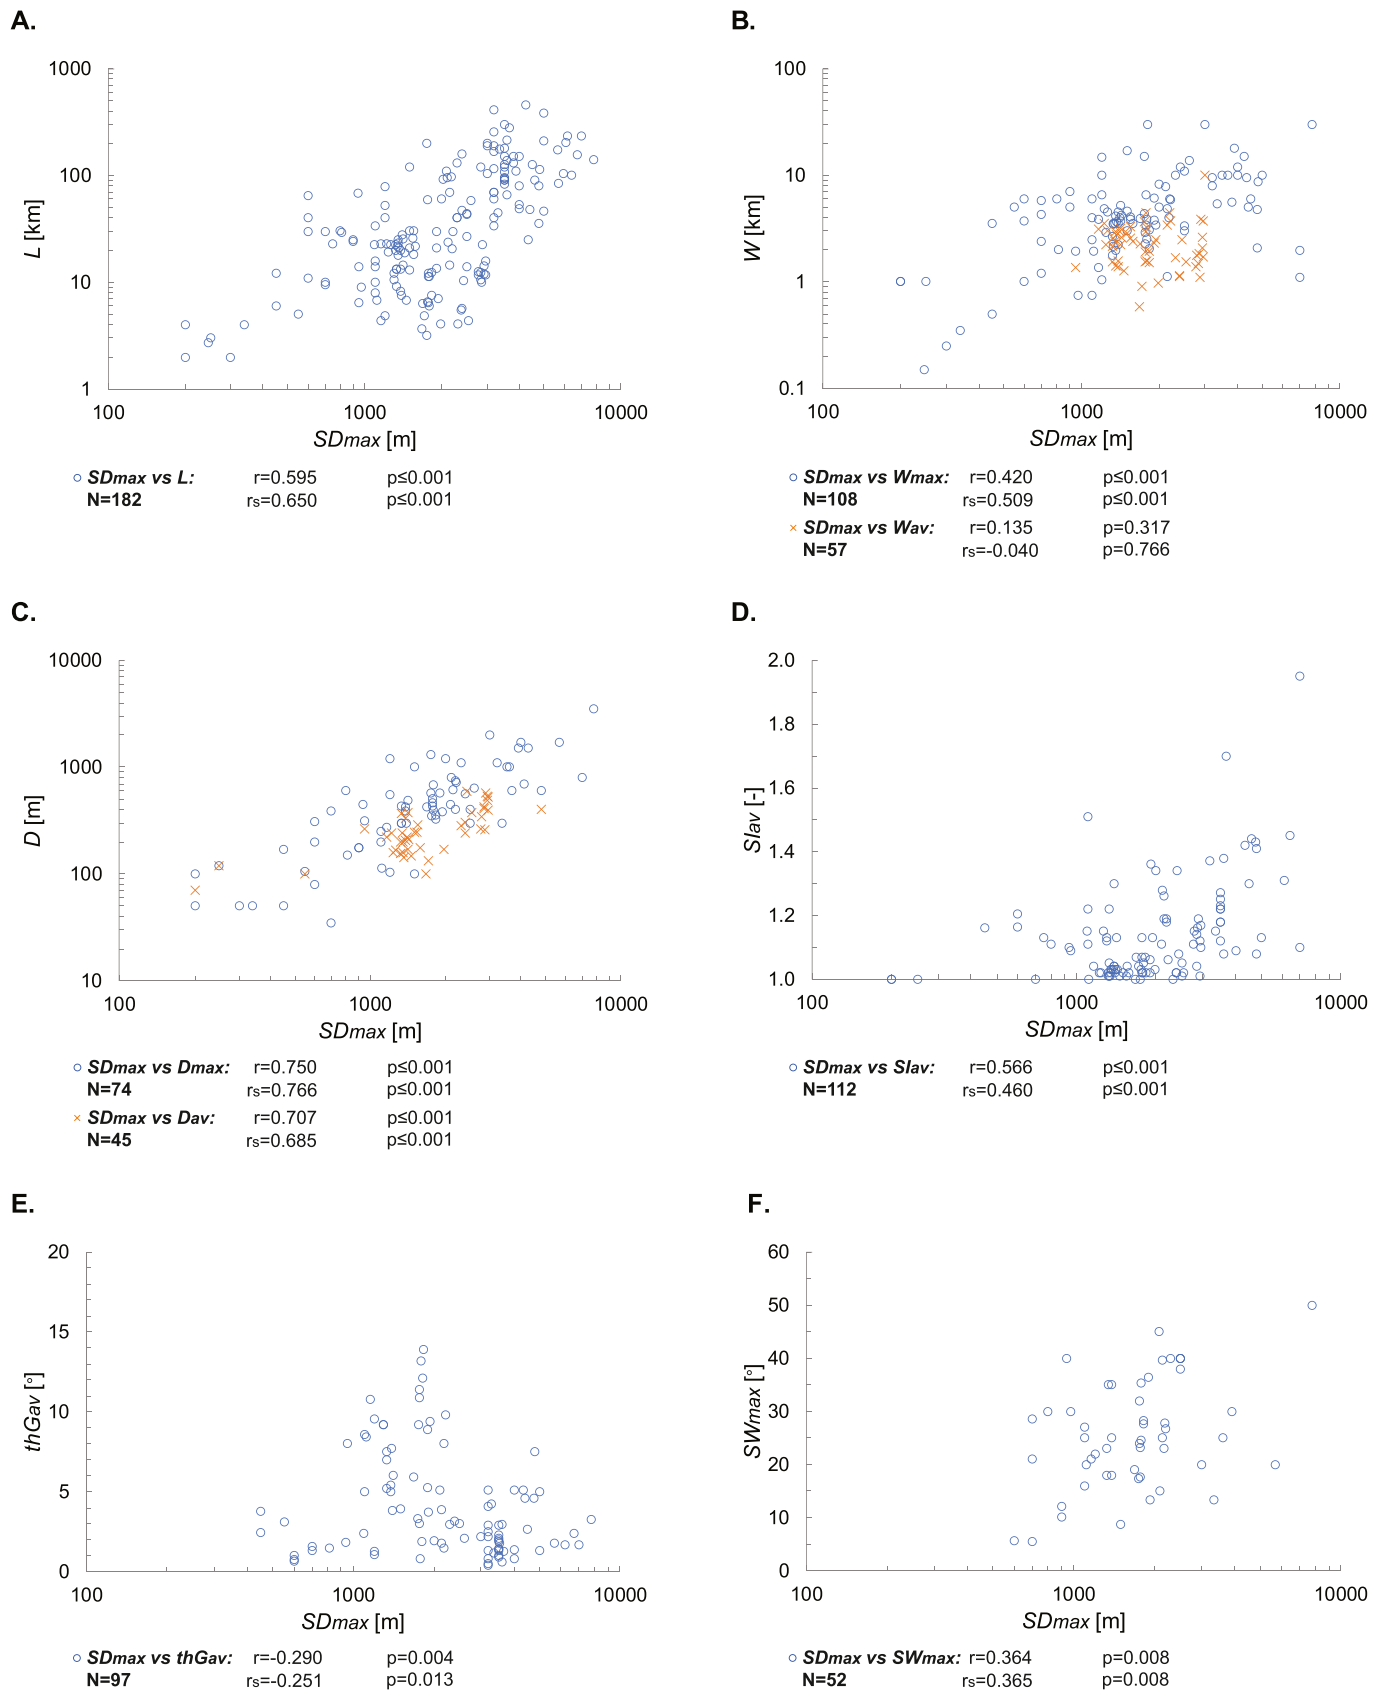 A.
1000
100
10
1
L [km]
100
1000
10000
SDmax [m]
SDmax vs L: r=0.595 p≤0.001
N=182 rs=0.650 p≤0.001
B.
100
10
1
0.1
W [km]
100
1000
10000
SDmax [m]
SDmax vs Wmax: r=0.420 p≤0.001
N=108 rs=0.509 p≤0.001
SDmax vs Wav: r=0.135 p=0.317
N=57 rs=-0.040 p=0.766
C.
10000
1000
100
10
D [m]
100
1000
10000
SDmax [m]
SDmax vs Dmax: r=0.750 p≤0.001
N=74 rs=0.766 p≤0.001
SDmax vs Dav: r=0.707 p≤0.001
N=45 rs=0.685 p≤0.001
D.
2.0
1.8
1.6
1.4
1.2
1.0
SIav [-]
100
1000
10000
SDmax [m]
SDmax vs SIav: r=0.566 p≤0.001
N=112 rs=0.460 p≤0.001
E.
20
15
10
5
0
thGav [°]
100
1000
10000
SDmax [m]
SDmax vs thGav: r=-0.290 p=0.004
N=97 rs=-0.251 p=0.013
F.
60
50
40
30
20
10
0
SWmax [°]
100
1000
10000
SDmax [m]
SDmax vs SWmax: r=0.364 p=0.008
N=52 rs=0.365 p=0.008